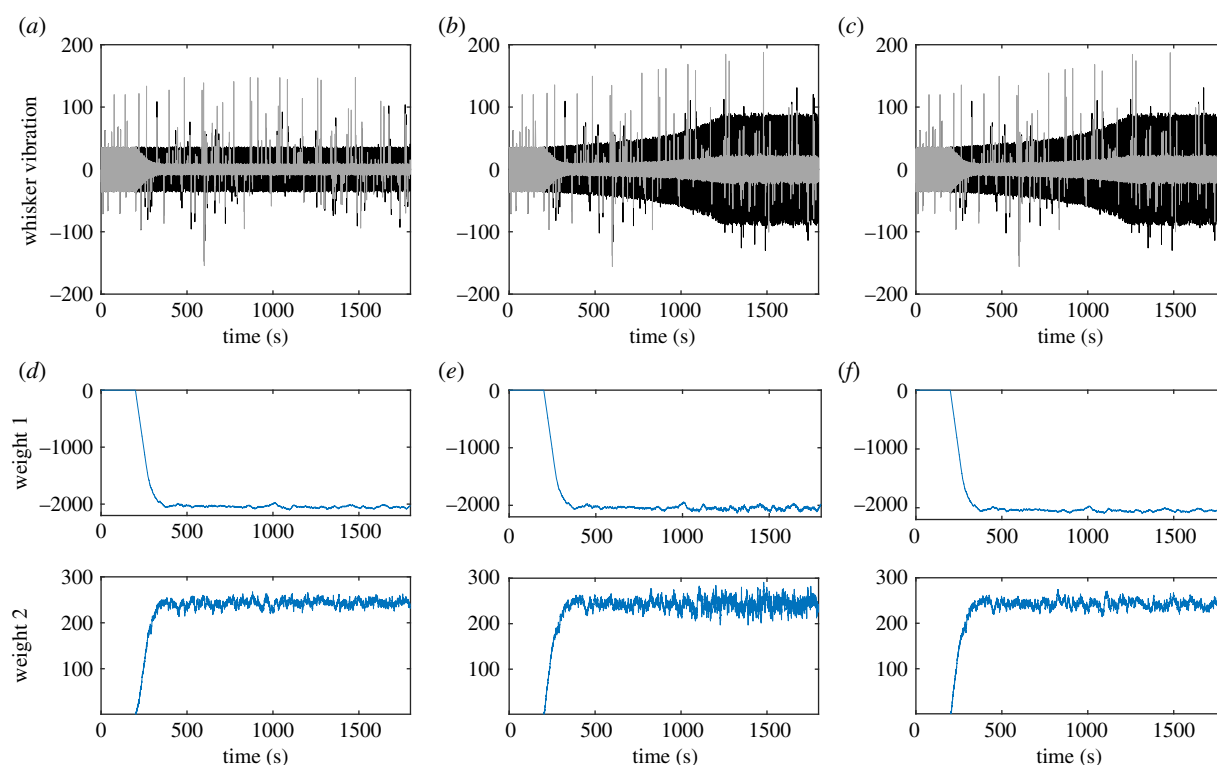 (a) (b) (c)
whisker vibration
200 200 200
100 100 100
0 0 0
–100 –100 –100
–200 –200 –200
0 500 1000 1500 0 500 1000 1500 0 500 1000 1500
time (s) time (s) time (s)
(d) (e) (f)
weight 1
0 0 0
–1000 –1000 –1000
–2000 –2000 –2000
0 500 1000 1500 0 500 1000 1500 0 500 1000 1500
weight 2
300 300 300
200 200 200
100 100 100
0 500 1000 1500 0 500 1000 1500 0 500 1000 1500
time (s) time (s) time (s)